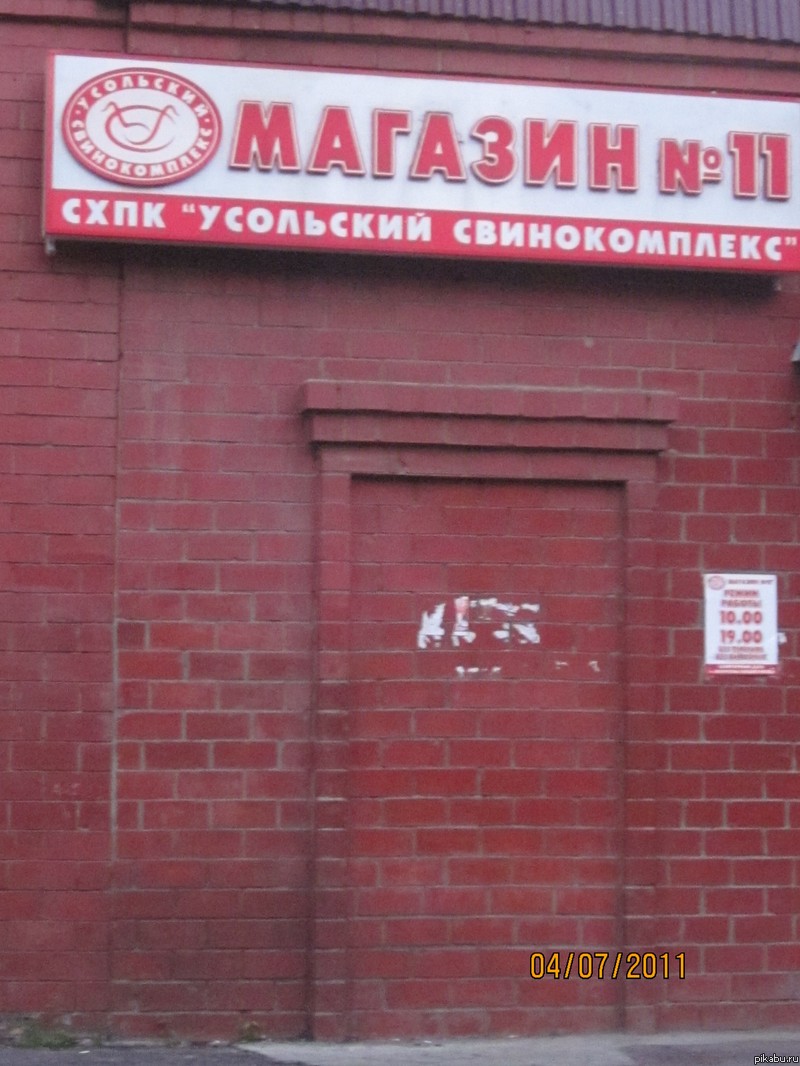 УСОЛЬСКИЙ СВИНОКОМПЛЕКС
МАГАЗИН №11
СХПК "УСОЛЬСКИЙ СВИНОКОМПЛЕКС"
РЕЖИМ
РАБОТЫ
10.00
19.00
04/07/2011
pikabu.ru